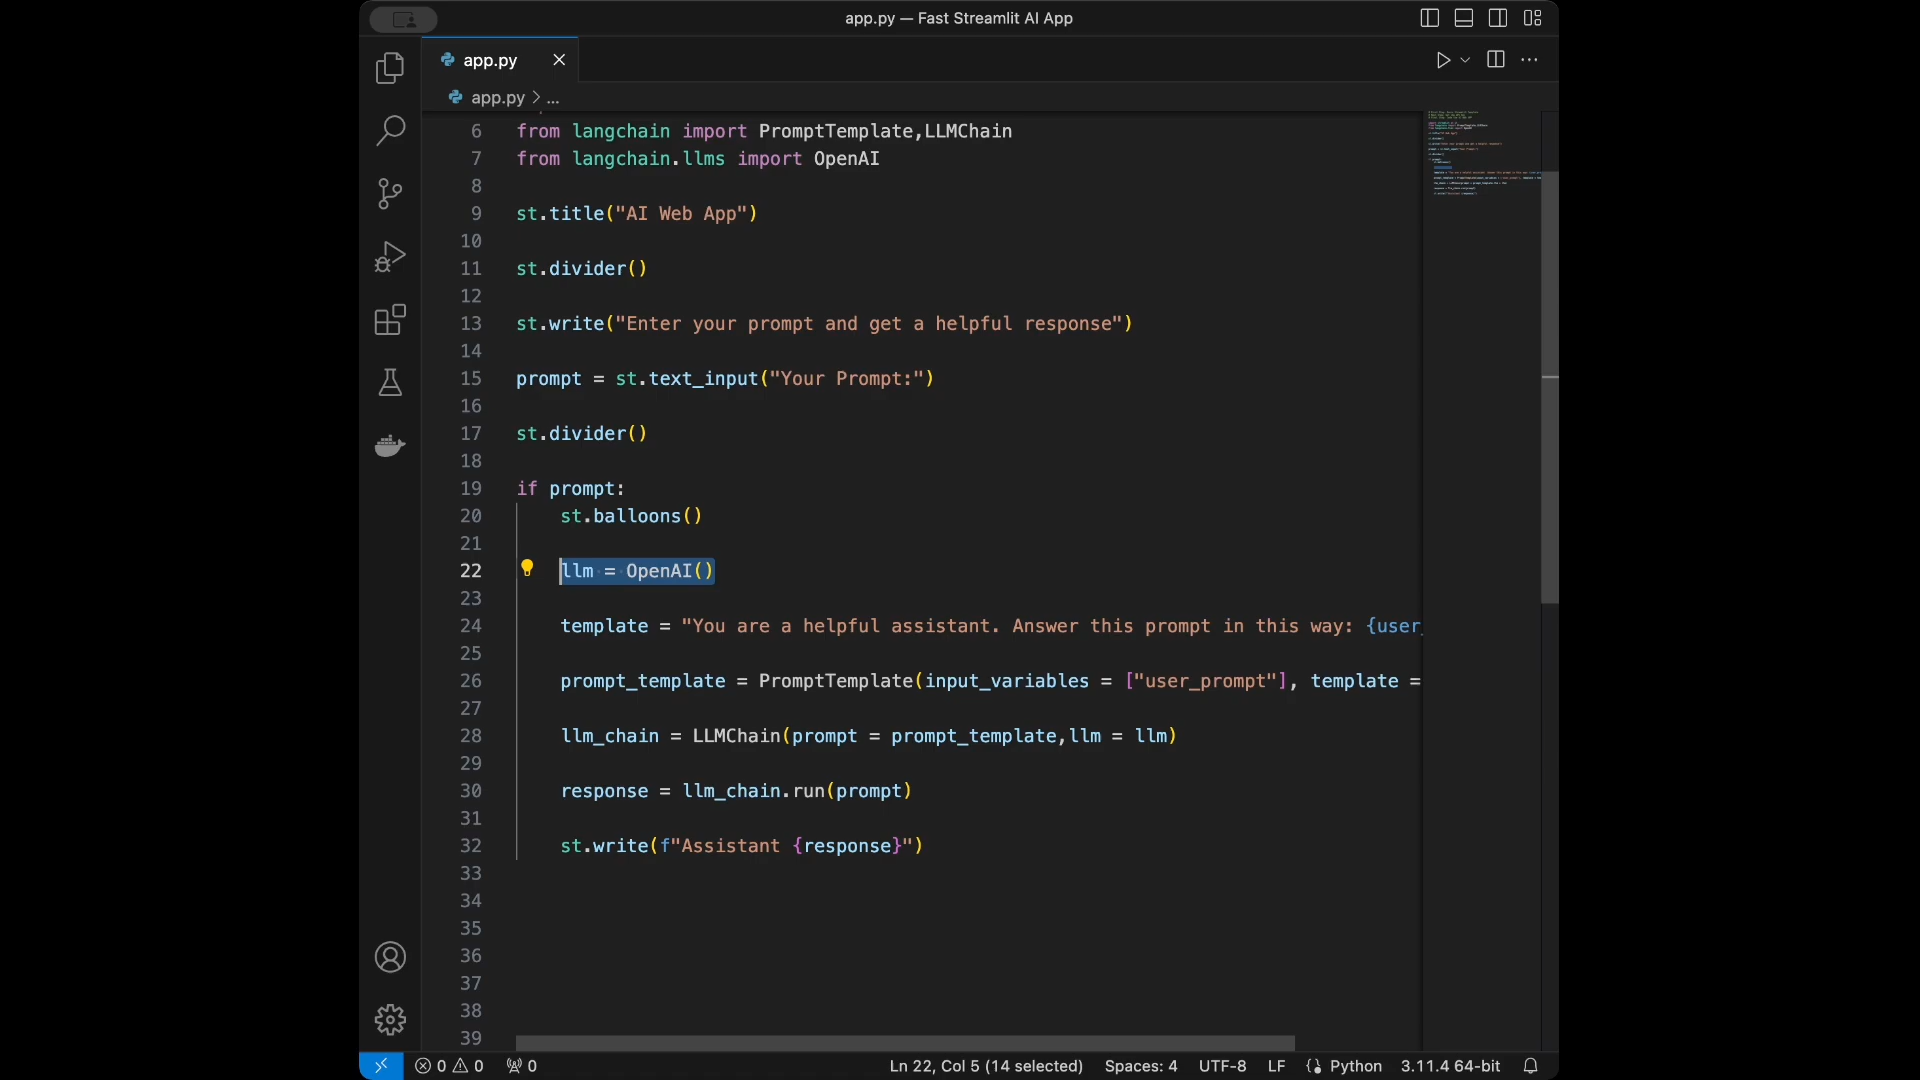 app.py — Fast Streamlit AI App
app.py
app.py > ...
6 from langchain import PromptTemplate,LLMChain
7 from langchain.llms import OpenAI
8
9 st.title("AI Web App")
10
11 st.divider()
12
13 st.write("Enter your prompt and get a helpful response")
14
15 prompt = st.text_input("Your Prompt:")
16
17 st.divider()
18
19 if prompt:
20 st.balloons()
21
22 llm = OpenAI()
23
24 template = "You are a helpful assistant. Answer this prompt in this way: {user_
25
26 prompt_template = PromptTemplate(input_variables = ["user_prompt"], template =
27
28 llm_chain = LLMChain(prompt = prompt_template,llm = llm)
29
30 response = llm_chain.run(prompt)
31
32 st.write(f"Assistant {response}")
33
34
35
36
37
38
39
0 0 0 Ln 22, Col 5 (14 selected) Spaces: 4 UTF-8 LF Python 3.11.4 64-bit